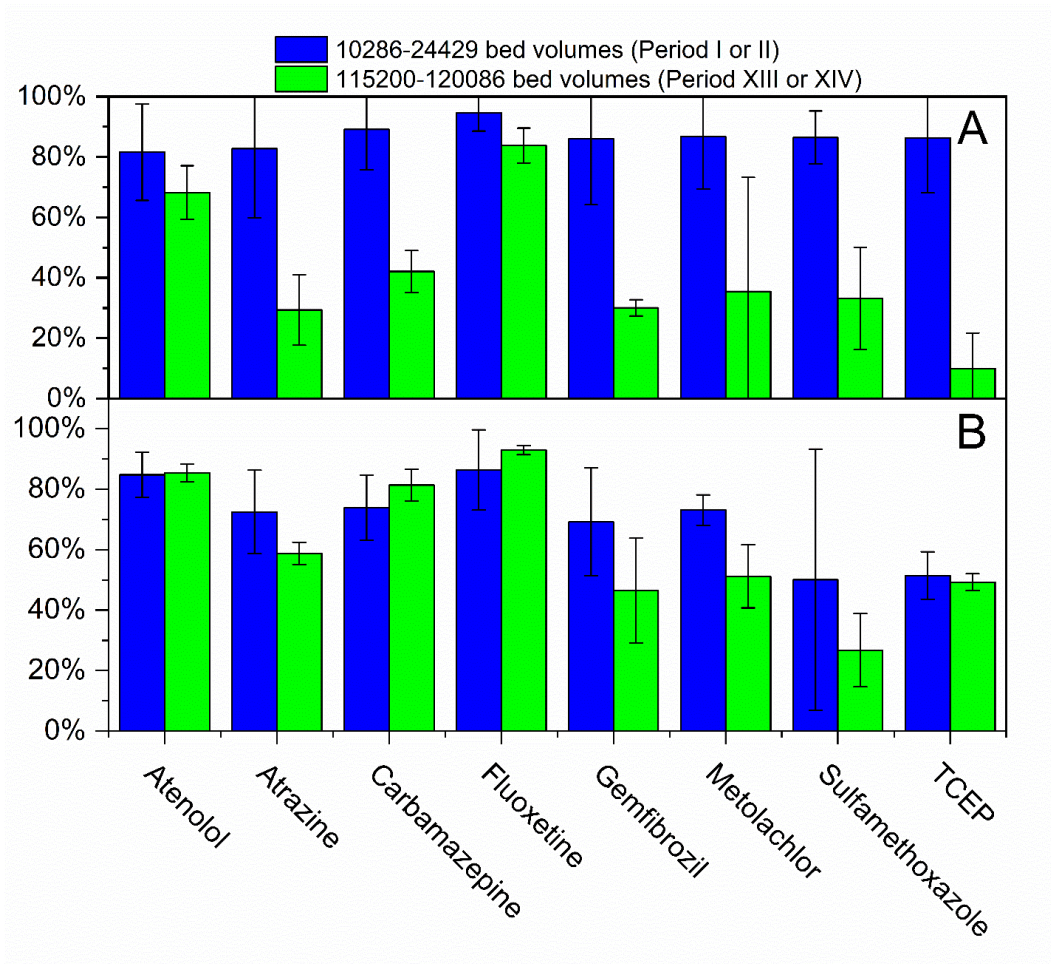 10286-24429 bed volumes (Period I or II)
115200-120086 bed volumes (Period XIII or XIV)
100%
80%
60%
40%
20%
0%
A
100%
80%
60%
40%
20%
0%
B
Atenolol
Atrazine
Carbamazepine
Fluoxetine
Gemfibrozil
Metolachlor
Sulfamethoxazole
TCEP